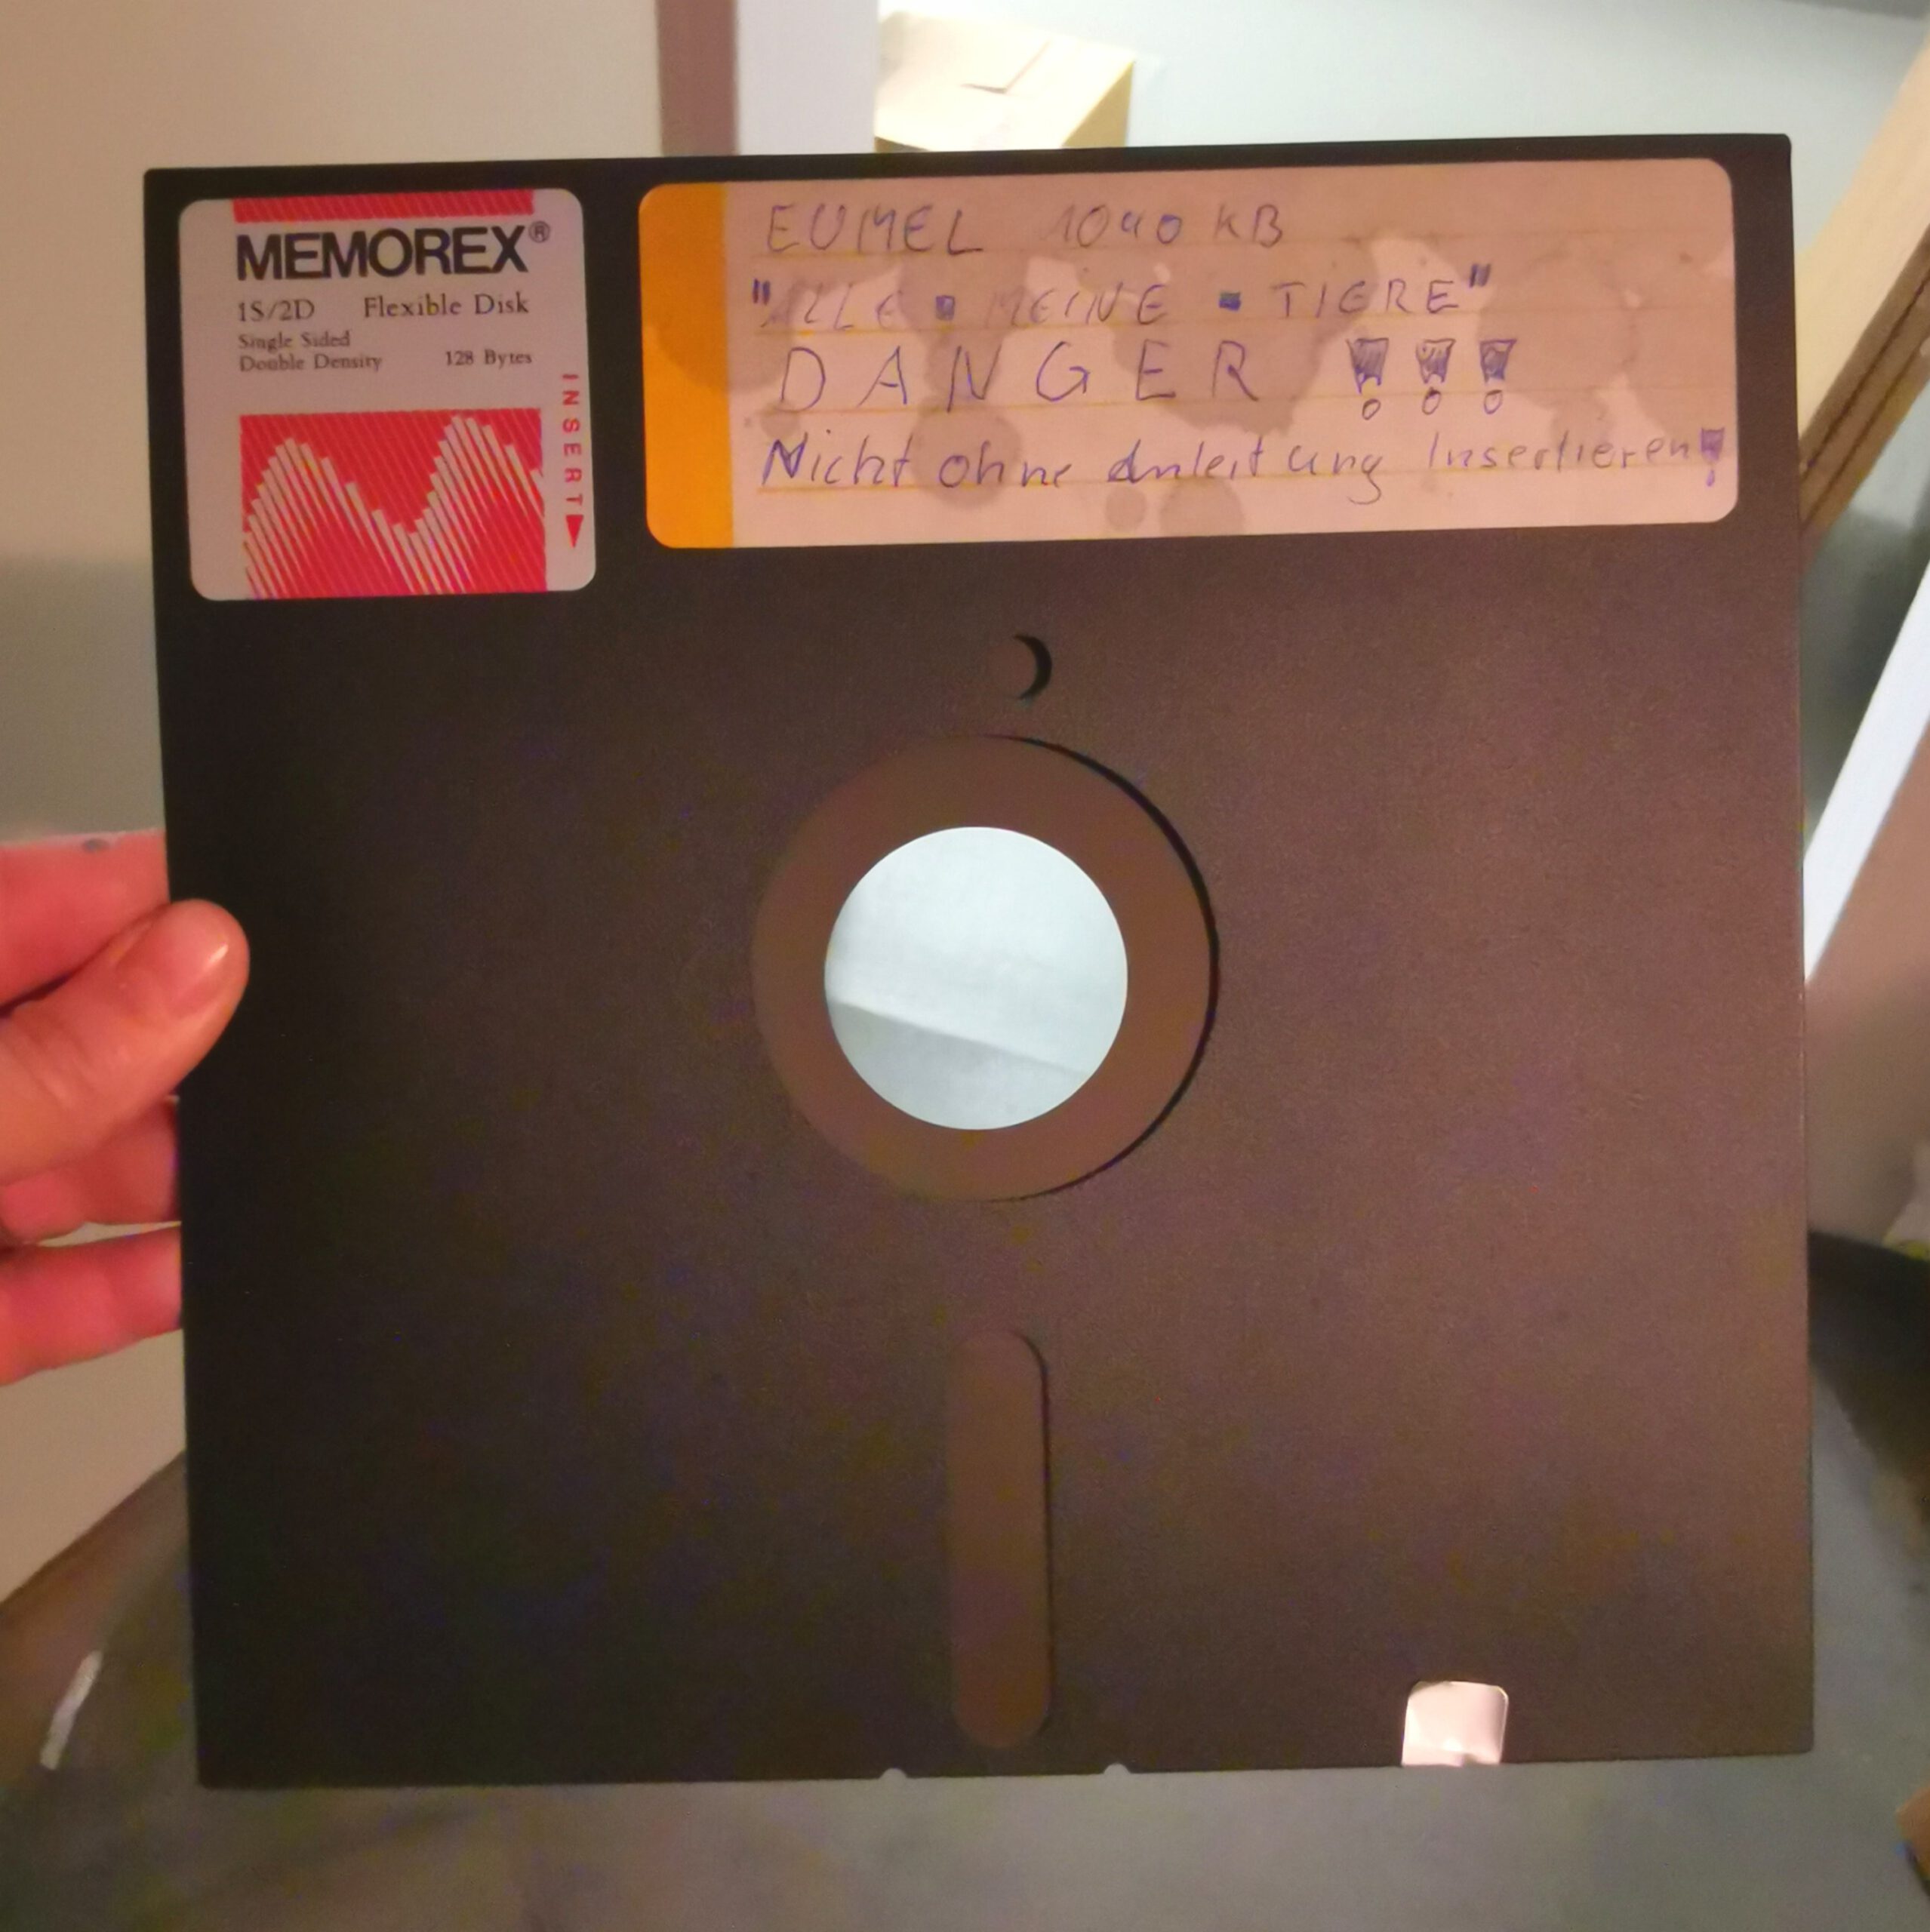 MEMOREX®
1S/2D Flexible Disk
Single Sided
Double Density 128 Bytes
INSERT
EUMEL 1040 KB
"ALLE ▪ MEINE ▪ TIGRE"
DANGER !!!
Nicht ohne Anleitung Insertieren!